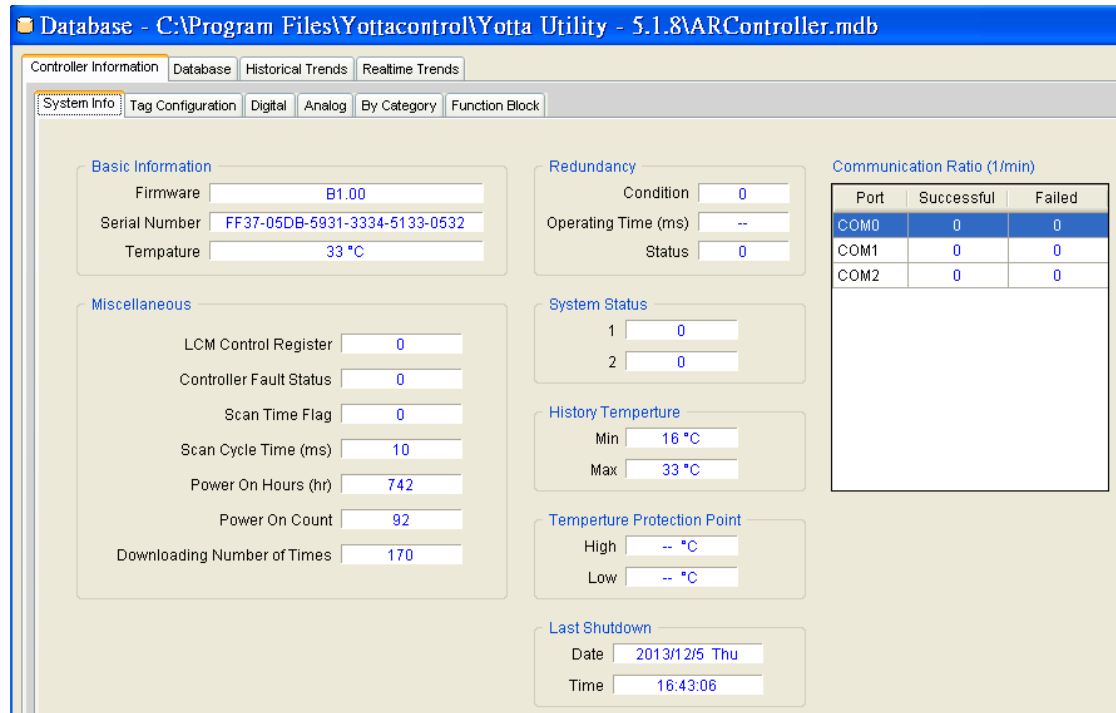 Database - C:\Program Files\Yottacontrol\Yotta Utility - 5.1.8\ARController.mdb
Controller Information Database Historical Trends Realtime Trends
System Info Tag Configuration Digital Analog By Category Function Block
Basic Information
Firmware B1.00
Serial Number FF37-05DB-5931-3334-5133-0532
Tempature 33 °C
Miscellaneous
LCM Control Register 0
Controller Fault Status 0
Scan Time Flag 0
Scan Cycle Time (ms) 10
Power On Hours (hr) 742
Power On Count 92
Downloading Number of Times 170
Redundancy
Condition 0
Operating Time (ms) --
Status 0
System Status
1 0
2 0
History Temperture
Min 16 °C
Max 33 °C
Temperture Protection Point
High -- °C
Low -- °C
Last Shutdown
Date 2013/12/5 Thu
Time 16:43:06
Communication Ratio (1/min)
Port Successful Failed
COM0 0 0
COM1 0 0
COM2 0 0